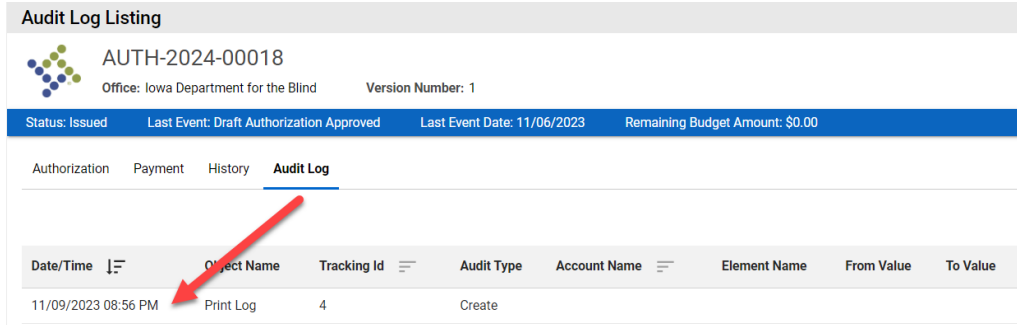 Audit Log Listing
AUTH-2024-00018
Office: Iowa Department for the Blind Version Number: 1
Status: Issued Last Event: Draft Authorization Approved Last Event Date: 11/06/2023 Remaining Budget Amount: $0.00
Authorization Payment History Audit Log
Date/Time Object Name Tracking Id Audit Type Account Name Element Name From Value To Value
11/09/2023 08:56 PM Print Log 4 Create